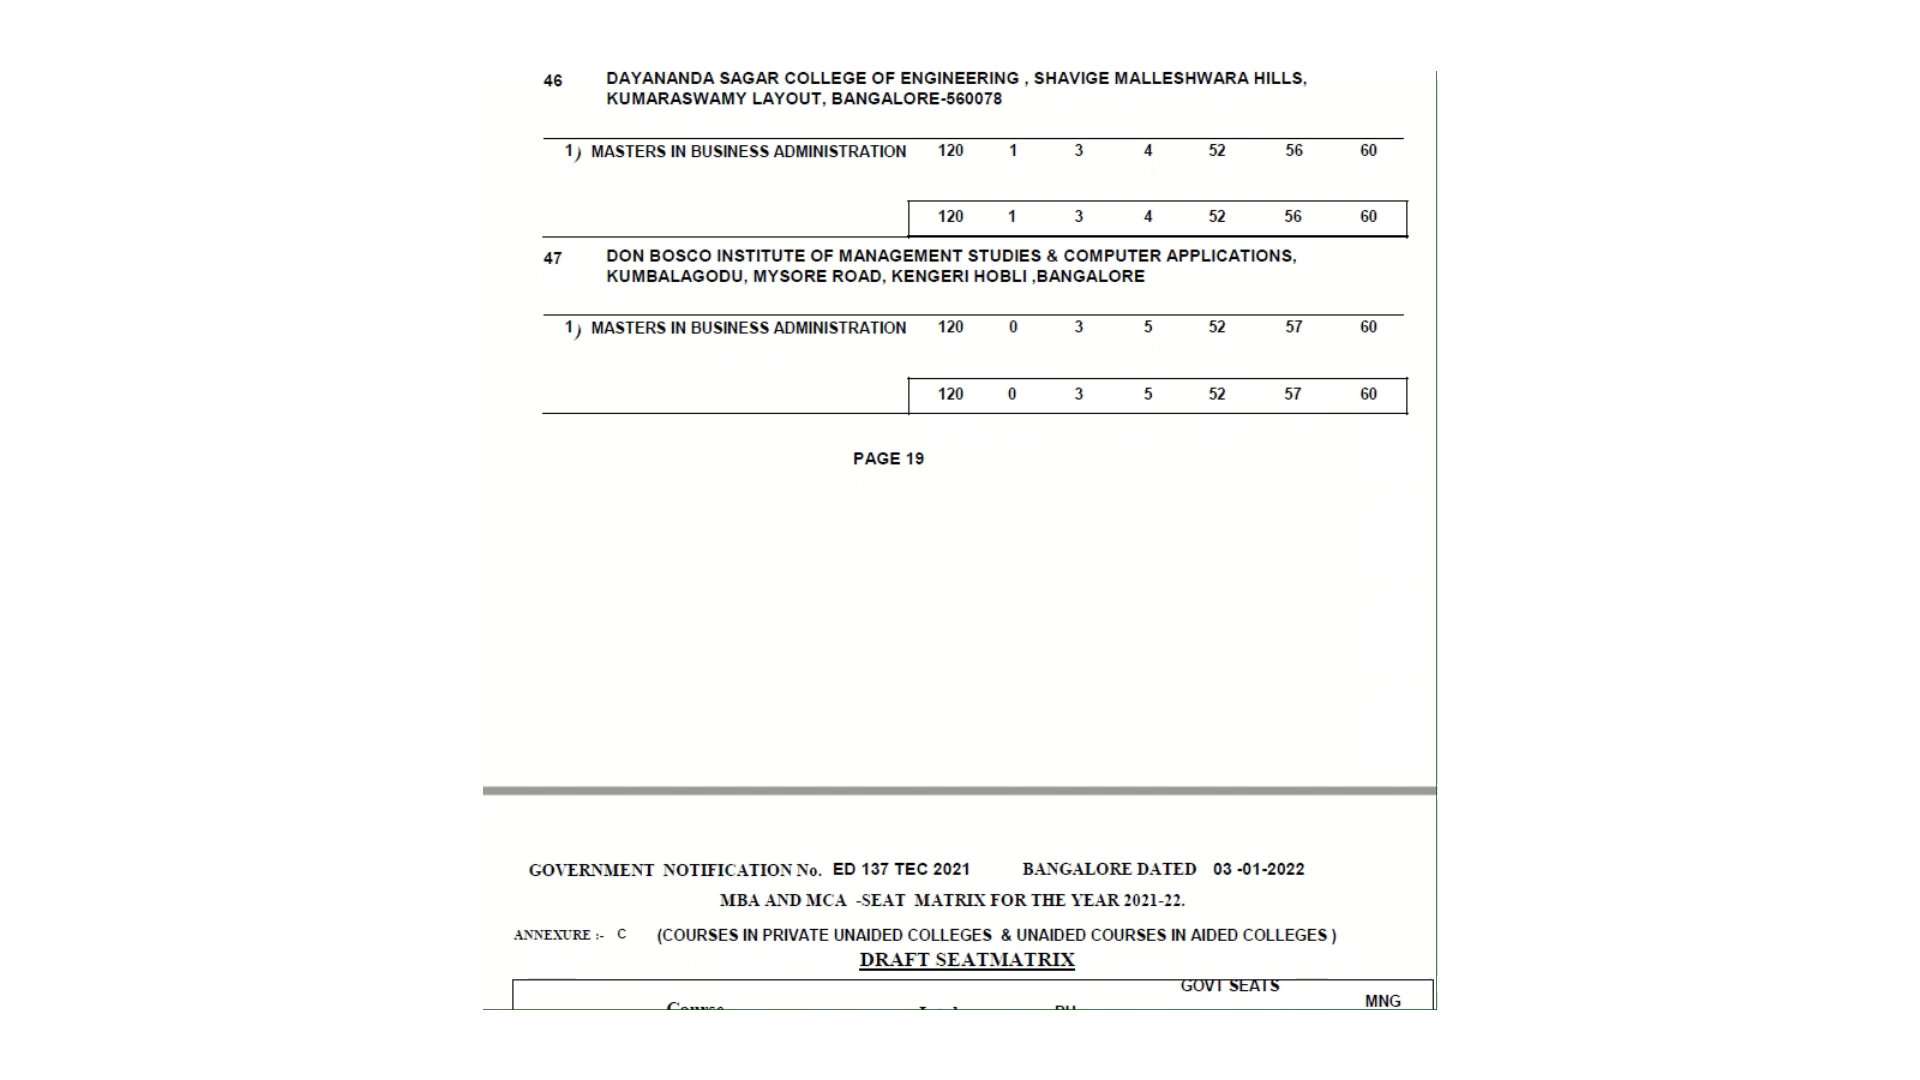 46 DAYANANDA SAGAR COLLEGE OF ENGINEERING , SHAVIGE MALLESHWARA HILLS,
KUMARASWAMY LAYOUT, BANGALORE-560078
1) MASTERS IN BUSINESS ADMINISTRATION 120 1 3 4 52 56 60
120 1 3 4 52 56 60
47 DON BOSCO INSTITUTE OF MANAGEMENT STUDIES & COMPUTER APPLICATIONS,
KUMBALAGODU, MYSORE ROAD, KENGERI HOBLI ,BANGALORE
1) MASTERS IN BUSINESS ADMINISTRATION 120 0 3 5 52 57 60
120 0 3 5 52 57 60
PAGE 19
GOVERNMENT NOTIFICATION No. ED 137 TEC 2021 BANGALORE DATED 03 -01-2022
MBA AND MCA -SEAT MATRIX FOR THE YEAR 2021-22.
ANNEXURE :- C (COURSES IN PRIVATE UNAIDED COLLEGES & UNAIDED COURSES IN AIDED COLLEGES )
DRAFT SEATMATRIX
GOVT SEATS
MNG
Course